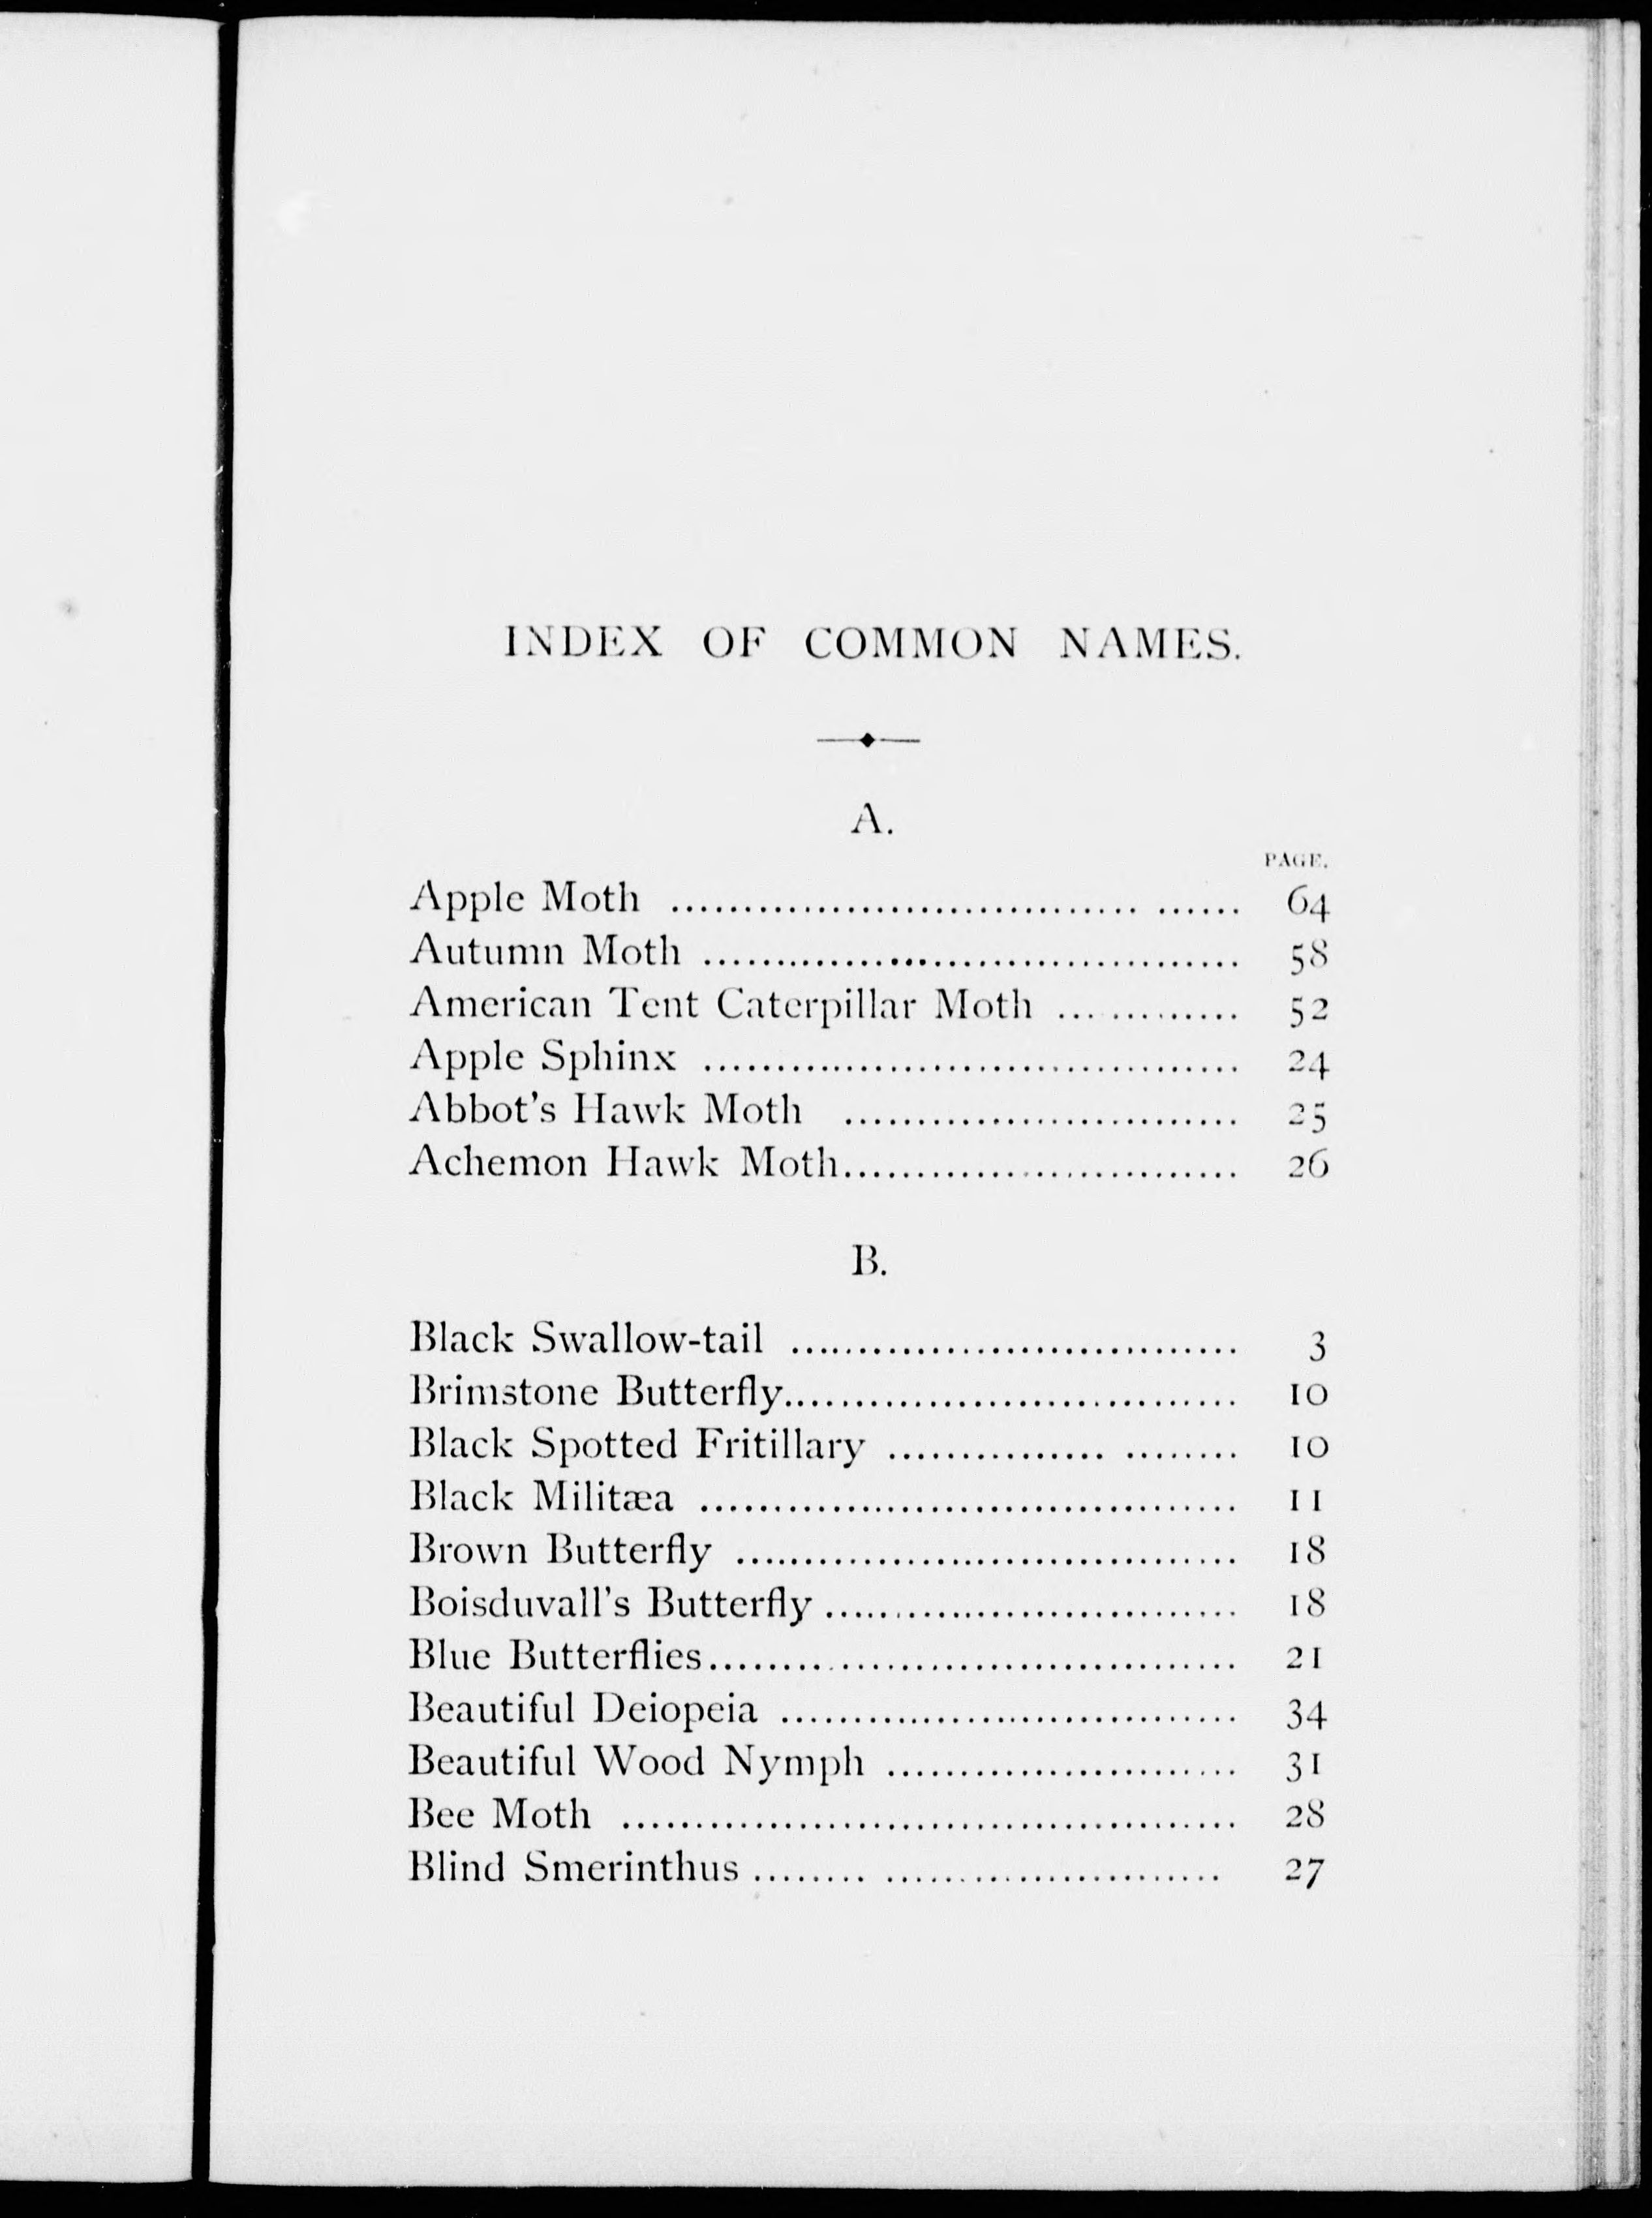 INDEX OF COMMON NAMES.
A.
PAGE.
Apple Moth ........................................ 64
Autumn Moth ..................................... 58
American Tent Caterpillar Moth ............. 52
Apple Sphinx ..................................... 24
Abbot's Hawk Moth ........................... 25
Achemon Hawk Moth........................... 26
B.
Black Swallow-tail ............................... 3
Brimstone Butterfly............................... 10
Black Spotted Fritillary ....................... 10
Black Militæa ..................................... 11
Brown Butterfly ................................... 18
Boisduvall's Butterfly ............................. 18
Blue Butterflies..................................... 21
Beautiful Deiopeia ................................ 34
Beautiful Wood Nymph ........................ 31
Bee Moth .......................................... 28
Blind Smerinthus ........ ....................... 27